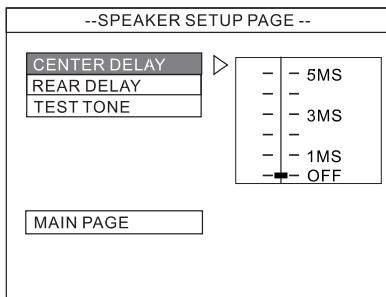 --SPEAKER SETUP PAGE --
CENTER DELAY
REAR DELAY
TEST TONE
5MS
3MS
1MS
OFF
MAIN PAGE